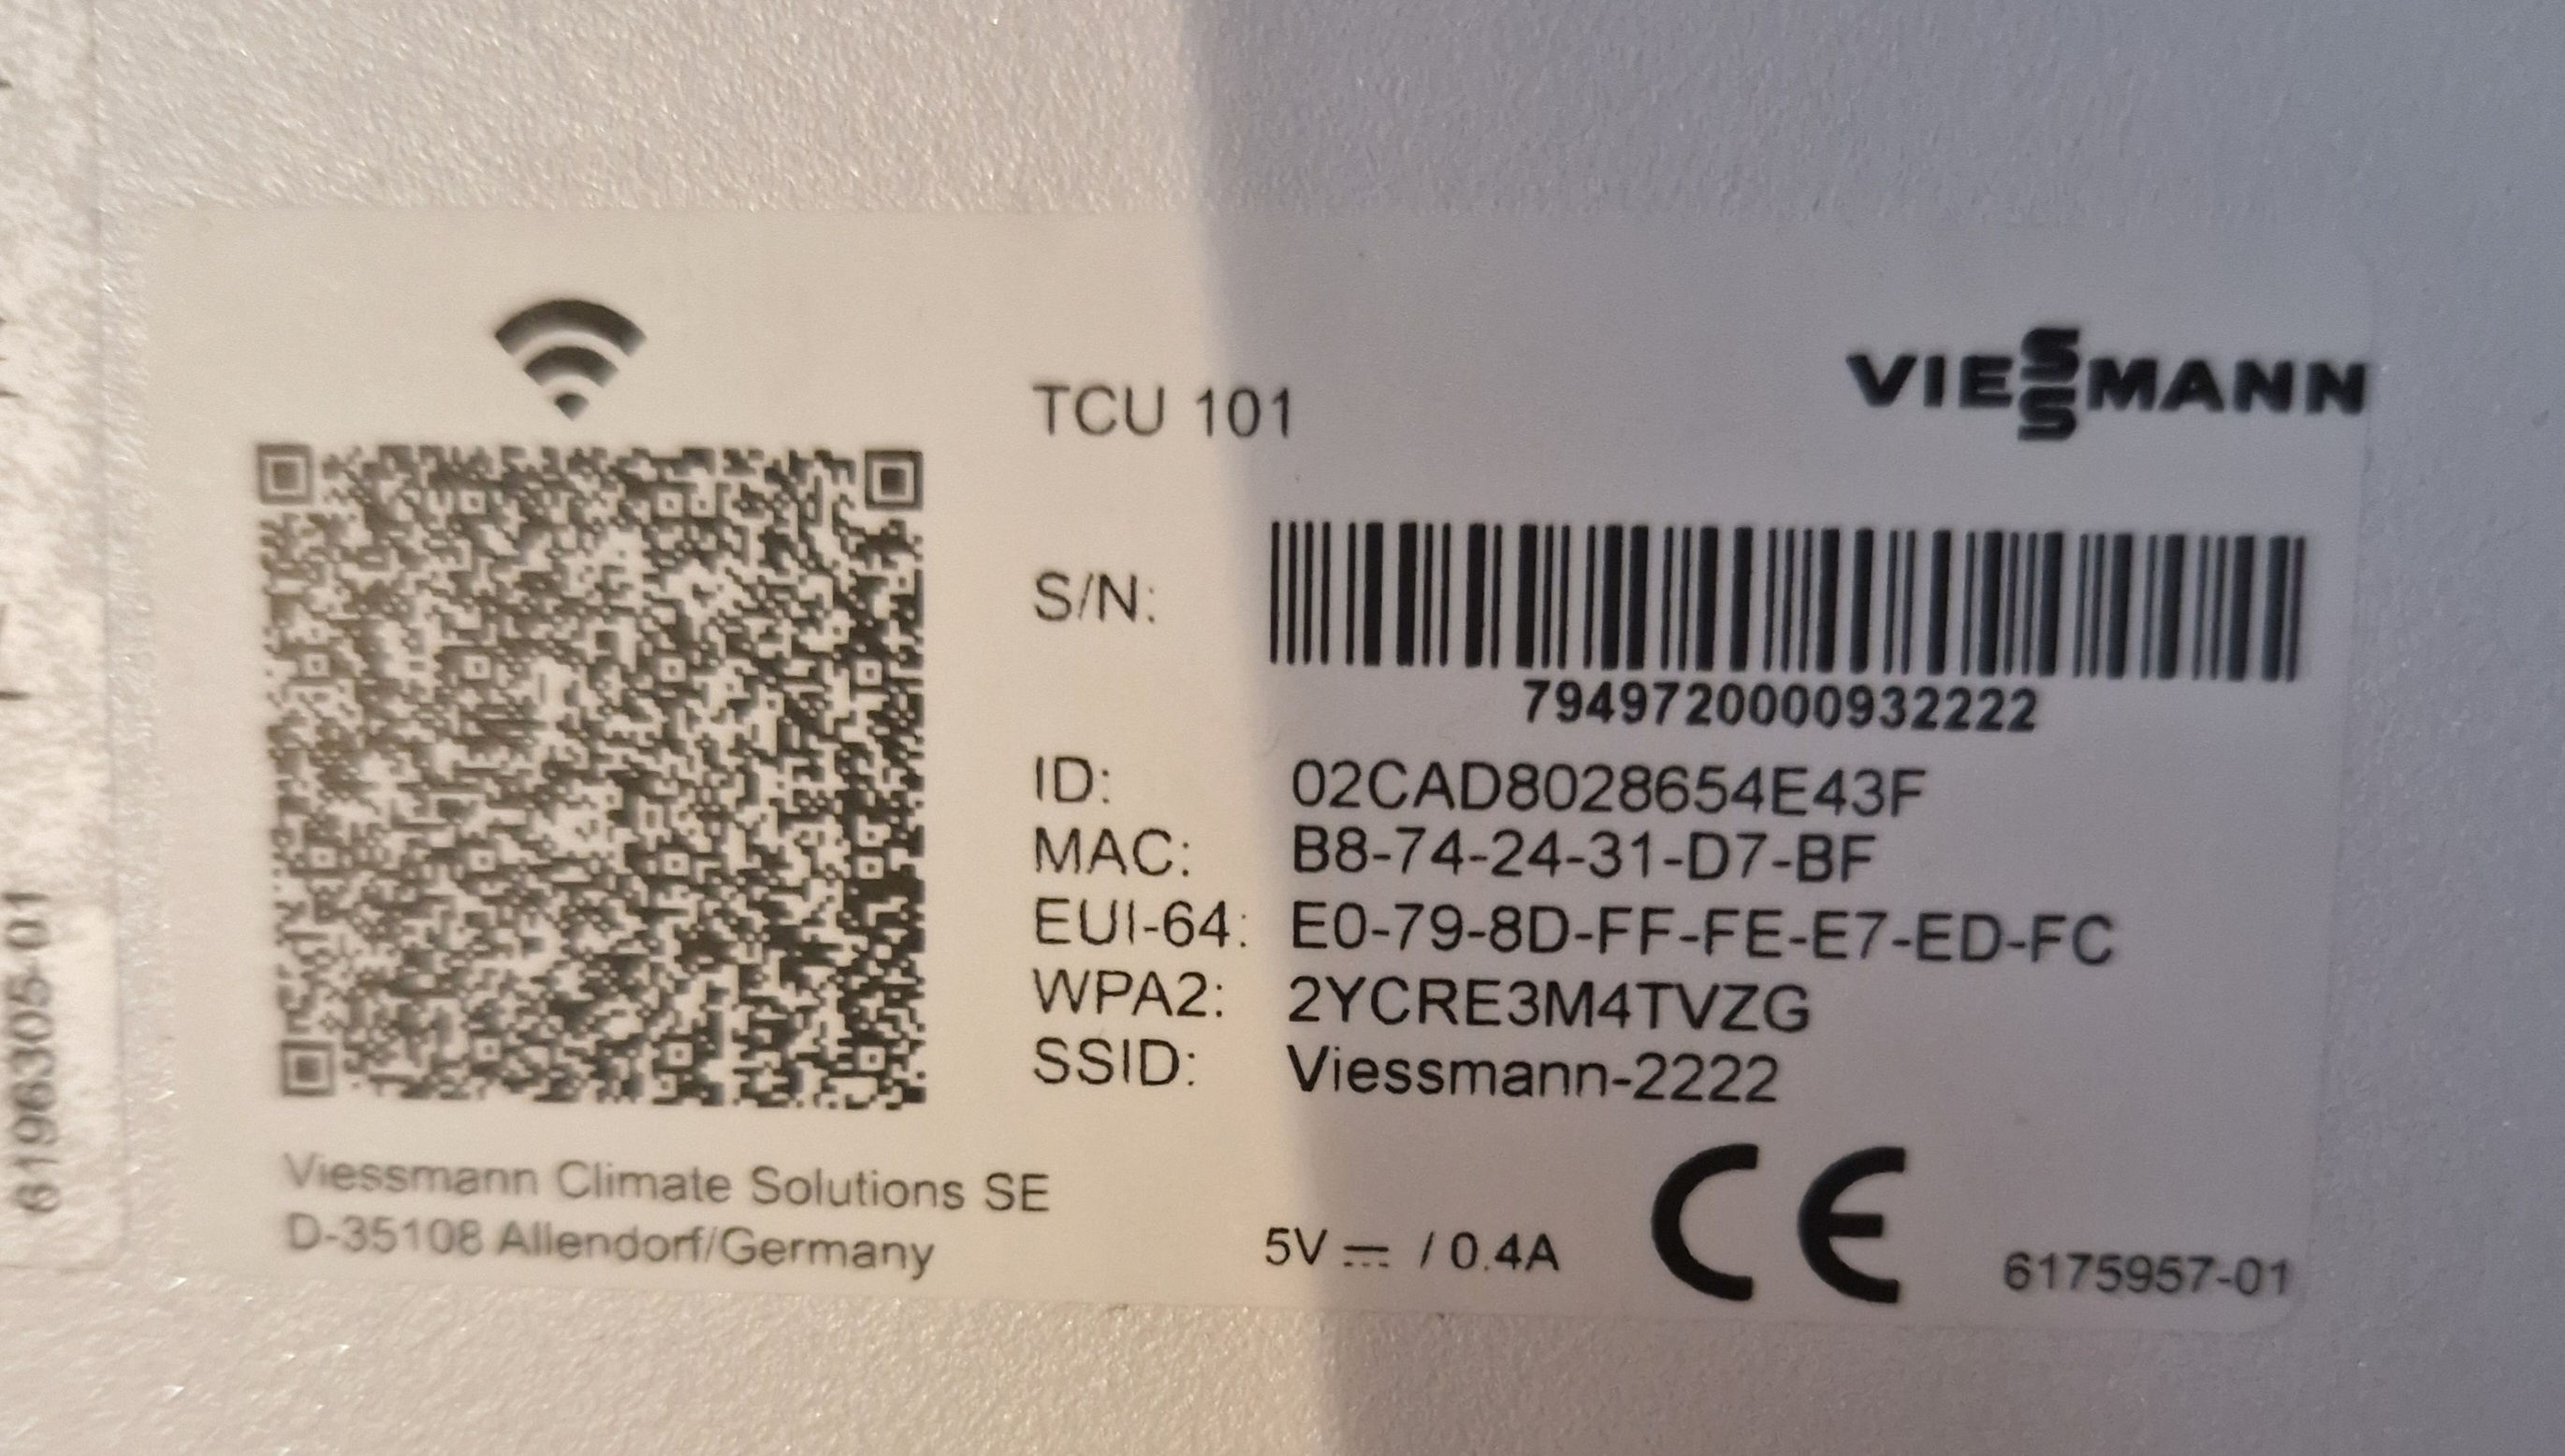 TCU 101
VIESSMANN
S/N:
7949720000932222
ID: 02CAD8028654E43F
MAC: B8-74-24-31-D7-BF
EUI-64: E0-79-8D-FF-FE-E7-ED-FC
WPA2: 2YCRE3M4TVZG
SSID: Viessmann-2222
Viessmann Climate Solutions SE
D-35108 Allendorf/Germany
5V ⎓ / 0.4A
CE
6175957-01
6196305-01